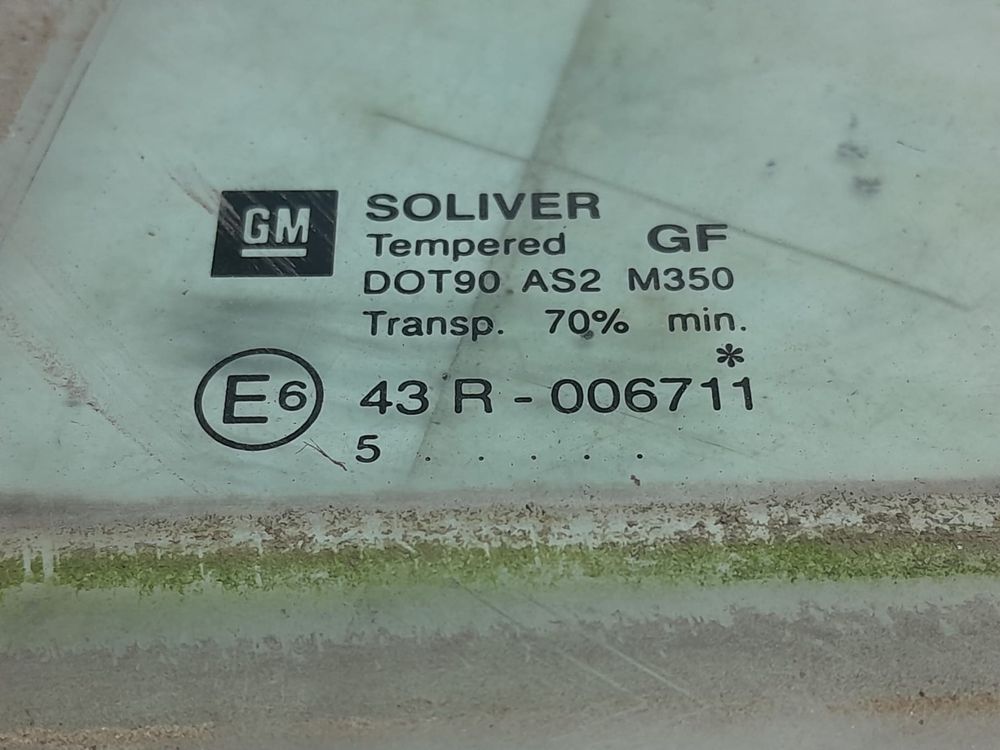 GM
SOLIVER
Tempered GF
DOT90 AS2 M350
Transp. 70% min.
*
E6 43 R - 006711
5 . . . . .